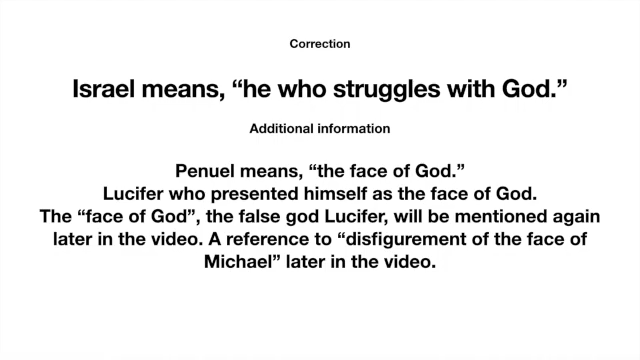 Correction
Israel means, “he who struggles with God.”
Additional information
Penuel means, “the face of God.”
Lucifer who presented himself as the face of God.
The “face of God”, the false god Lucifer, will be mentioned again
later in the video. A reference to “disfigurement of the face of
Michael” later in the video.